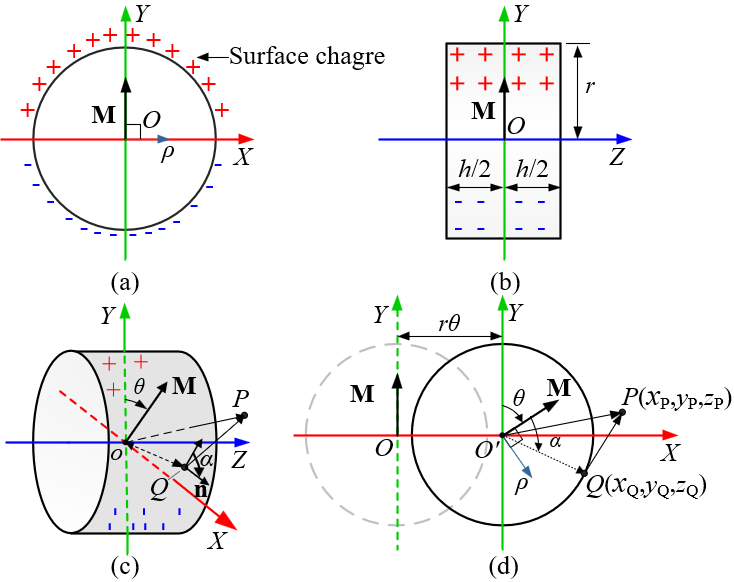 Y
Surface chagre
M
O
ρ
X
(a)
Y
M
O
r
Z
h/2
h/2
(b)
Y
θ
M
P
o
Z
α
Q
n
X
(c)
Y
rθ
Y
M
θ
M
P(xP,yP,zP)
O
O'
α
X
ρ
Q(xQ,yQ,zQ)
(d)